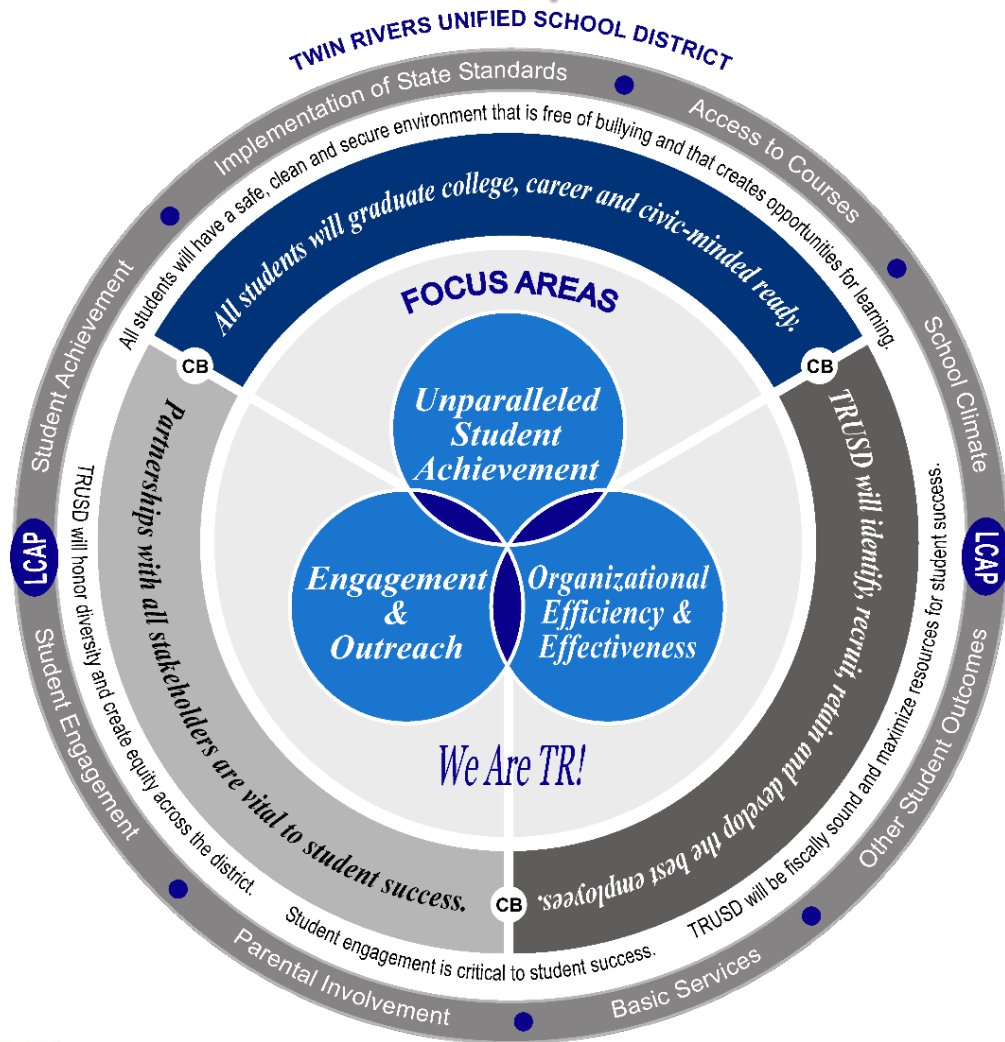 TWIN RIVERS UNIFIED SCHOOL DISTRICT
Student Achievement
Implementation of State Standards
Access to Courses
School Climate
LCAP
LCAP
Student Engagement
Parental Involvement
Basic Services
Other Student Outcomes
All students will have a safe, clean and secure environment that is free of bullying and that creates opportunities for learning.
TRUSD will honor diversity and create equity across the district.
Student engagement is critical to student success.
TRUSD will be fiscally sound and maximize resources for student success.
All students will graduate college, career and civic-minded ready.
CB
CB
CB
Partnerships with all stakeholders are vital to student success.
TRUSD will identify, recruit, retain and develop the best employees.
FOCUS AREAS
Unparalleled
Student
Achievement
Engagement
&
Outreach
Organizational
Efficiency &
Effectiveness
We Are TR!